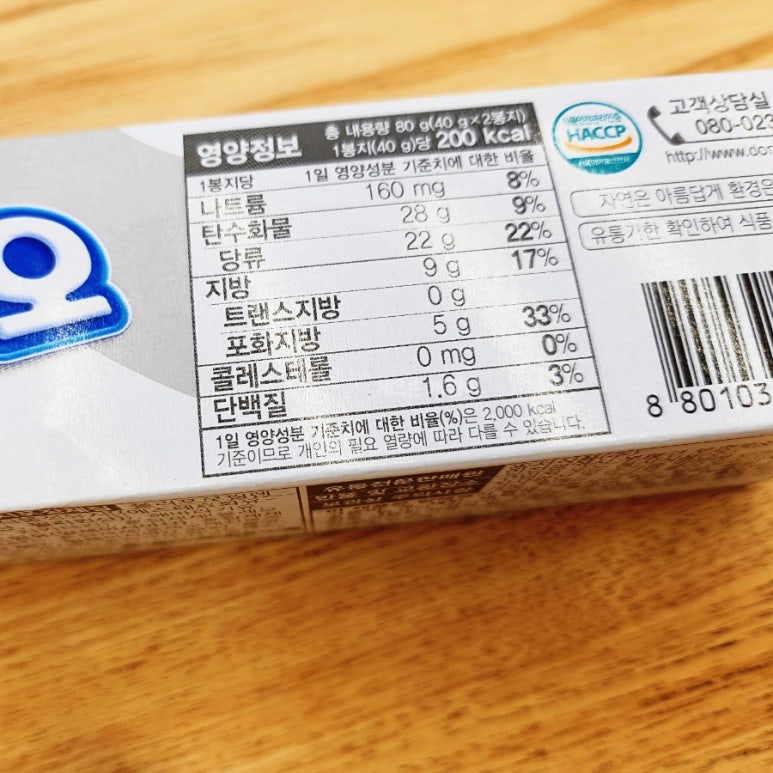 오
영양정보
총 내용량 80 g(40 g×2봉지)
1봉지(40 g)당 200 kcal
1봉지당 1일 영양성분 기준치에 대한 비율
나트륨 160 mg 8%
탄수화물 28 g 9%
당류 22 g 22%
지방 9 g 17%
트랜스지방 0 g
포화지방 5 g 33%
콜레스테롤 0 mg 0%
단백질 1.6 g 3%
1일 영양성분 기준치에 대한 비율(%)은 2,000 kcal
기준이므로 개인의 필요 열량에 따라 다를 수 있습니다.
HACCP
고객상담실
080-023
http://www.
자연은 아름답게 환경은
유통기한 확인하여 식품
8 80103